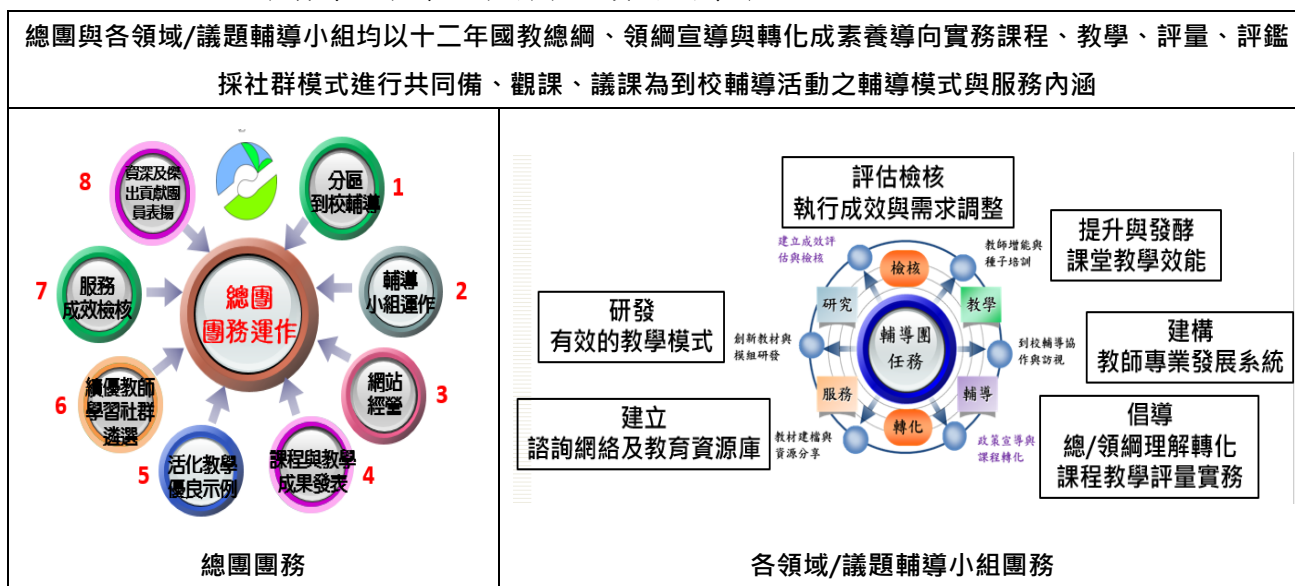 總團與各領域/議題輔導小組均以十二年國教總綱、領綱宣導與轉化成素養導向實務課程、教學、評量、評鑑
採社群模式進行共同備、觀課、議課為到校輔導活動之輔導模式與服務內涵
總團
團務運作
1
分區
到校輔導
2
輔導
小組運作
3
網站
經營
4
課程與教學
成果發表
5
活化教學
優良示例
6
績優教師
學習社群
遴選
7
服務
成效檢核
8
資深及傑
出貢獻團
員表揚
總團團務
評估檢核
執行成效與需求調整
提升與發酵
課堂教學效能
建構
教師專業發展系統
倡導
總/領綱理解轉化
課程教學評量實務
研發
有效的教學模式
建立
諮詢網絡及教育資源庫
輔導團
任務
檢核
教學
輔導
轉化
服務
研究
建立成效評
估與檢核
教師增能與
種子培訓
到校輔導協
作與訪視
政策宣導與
課程轉化
教材建檔與
資源分享
創新教材與
模組研發
各領域/議題輔導小組團務